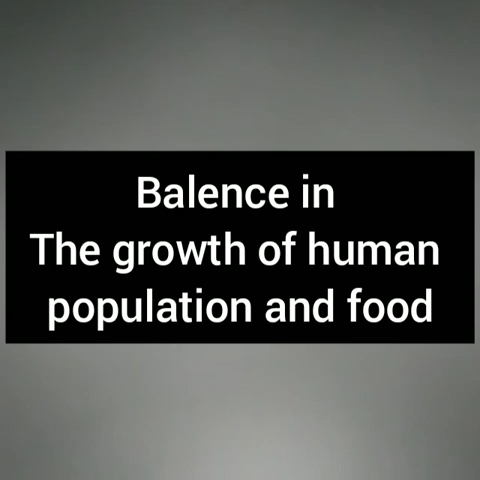 Balence in
The growth of human
population and food